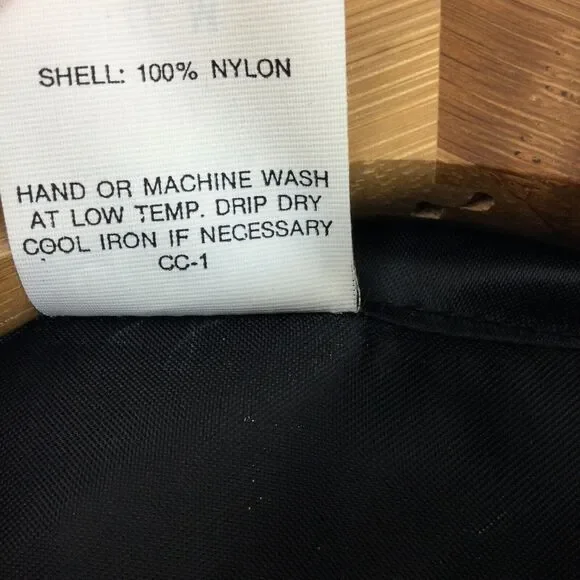 SHELL: 100% NYLON
HAND OR MACHINE WASH
AT LOW TEMP. DRIP DRY
COOL IRON IF NECESSARY
CC-1